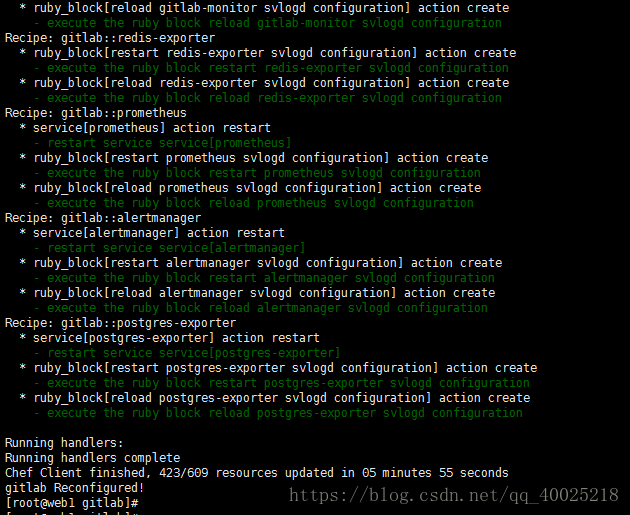 * ruby_block[reload gitlab-monitor svlogd configuration] action create
- execute the ruby block reload gitlab-monitor svlogd configuration
Recipe: gitlab::redis-exporter
* ruby_block[restart redis-exporter svlogd configuration] action create
- execute the ruby block restart redis-exporter svlogd configuration
* ruby_block[reload redis-exporter svlogd configuration] action create
- execute the ruby block reload redis-exporter svlogd configuration
Recipe: gitlab::prometheus
* service[prometheus] action restart
- restart service service[prometheus]
* ruby_block[restart prometheus svlogd configuration] action create
- execute the ruby block restart prometheus svlogd configuration
* ruby_block[reload prometheus svlogd configuration] action create
- execute the ruby block reload prometheus svlogd configuration
Recipe: gitlab::alertmanager
* service[alertmanager] action restart
- restart service service[alertmanager]
* ruby_block[restart alertmanager svlogd configuration] action create
- execute the ruby block restart alertmanager svlogd configuration
* ruby_block[reload alertmanager svlogd configuration] action create
- execute the ruby block reload alertmanager svlogd configuration
Recipe: gitlab::postgres-exporter
* service[postgres-exporter] action restart
- restart service service[postgres-exporter]
* ruby_block[restart postgres-exporter svlogd configuration] action create
- execute the ruby block restart postgres-exporter svlogd configuration
* ruby_block[reload postgres-exporter svlogd configuration] action create
- execute the ruby block reload postgres-exporter svlogd configuration
Running handlers:
Running handlers complete
Chef Client finished, 423/609 resources updated in 05 minutes 55 seconds
gitlab Reconfigured!
https://blog.csdn.net/qq_40025218
[root@web1 gitlab]#